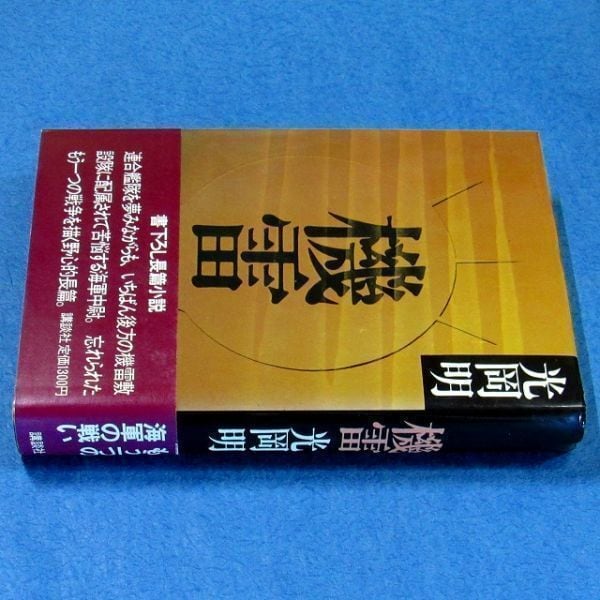 機雷
光岡明
書下ろし長篇小説
連合艦隊を夢みながらも、いちばん後方の機雷敷
設隊に配属されて苦悩する海軍中尉。忘れられた
もう一つの戦争を描く野心的長篇。講談社 定価1300円
機雷 光岡明
もう一つの
海軍の戦い
講談社